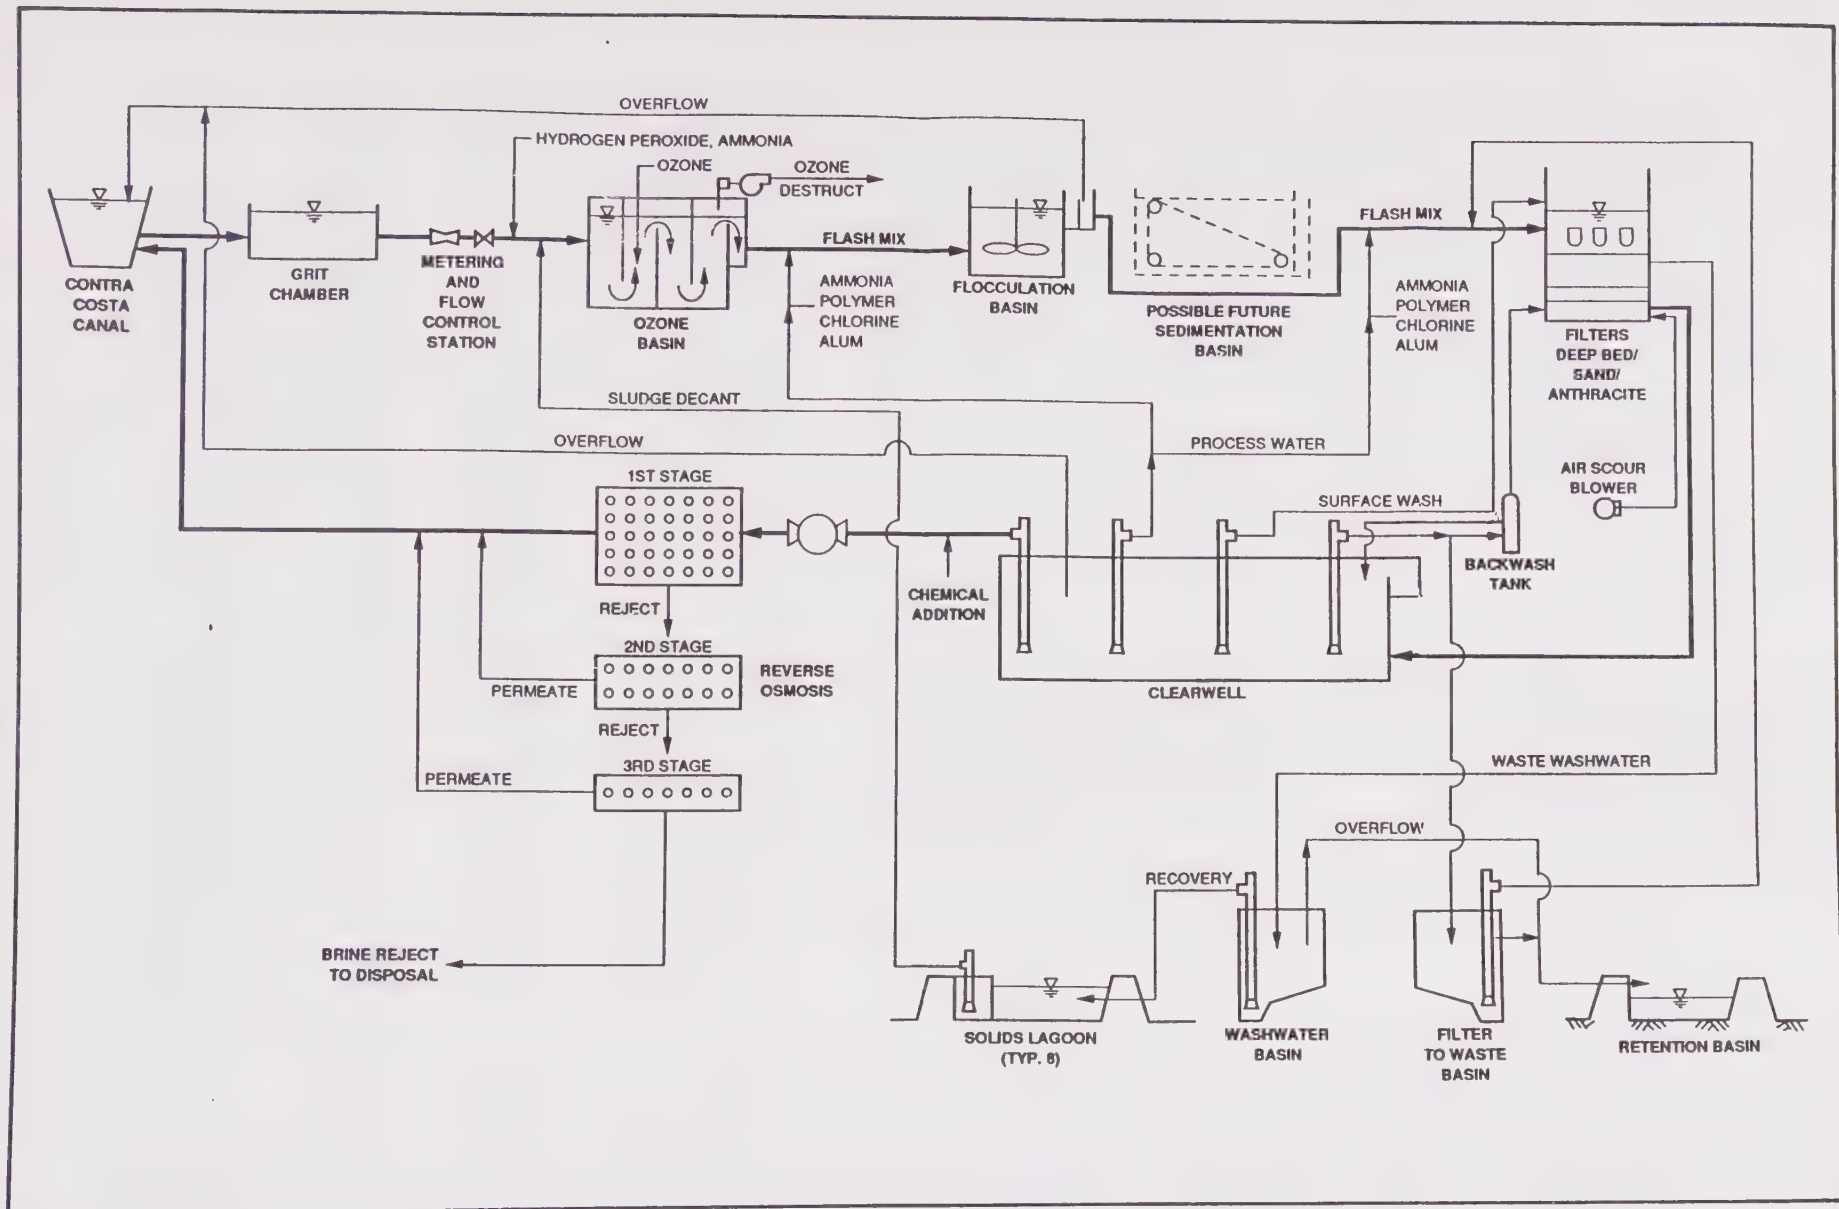 OVERFLOW
HYDROGEN PEROXIDE, AMMONIA
OZONE
OZONE
DESTRUCT
FLASH MIX
FLASH MIX
CONTRA
COSTA
CANAL
GRIT
CHAMBER
METERING
AND
FLOW
CONTROL
STATION
OZONE
BASIN
AMMONIA
POLYMER
CHLORINE
ALUM
FLOCCULATION
BASIN
POSSIBLE FUTURE
SEDIMENTATION
BASIN
AMMONIA
POLYMER
CHLORINE
ALUM
FILTERS
DEEP BED/
SAND/
ANTHRACITE
SLUDGE DECANT
OVERFLOW
PROCESS WATER
AIR SCOUR
BLOWER
1ST STAGE
SURFACE WASH
BACKWASH
TANK
CHEMICAL
ADDITION
REJECT
2ND STAGE
REVERSE
OSMOSIS
PERMEATE
CLEARWELL
REJECT
3RD STAGE
PERMEATE
WASTE WASHWATER
OVERFLOW
RECOVERY
BRINE REJECT
TO DISPOSAL
SOLIDS LAGOON
(TYP. 6)
WASHWATER
BASIN
FILTER
TO WASTE
BASIN
RETENTION BASIN